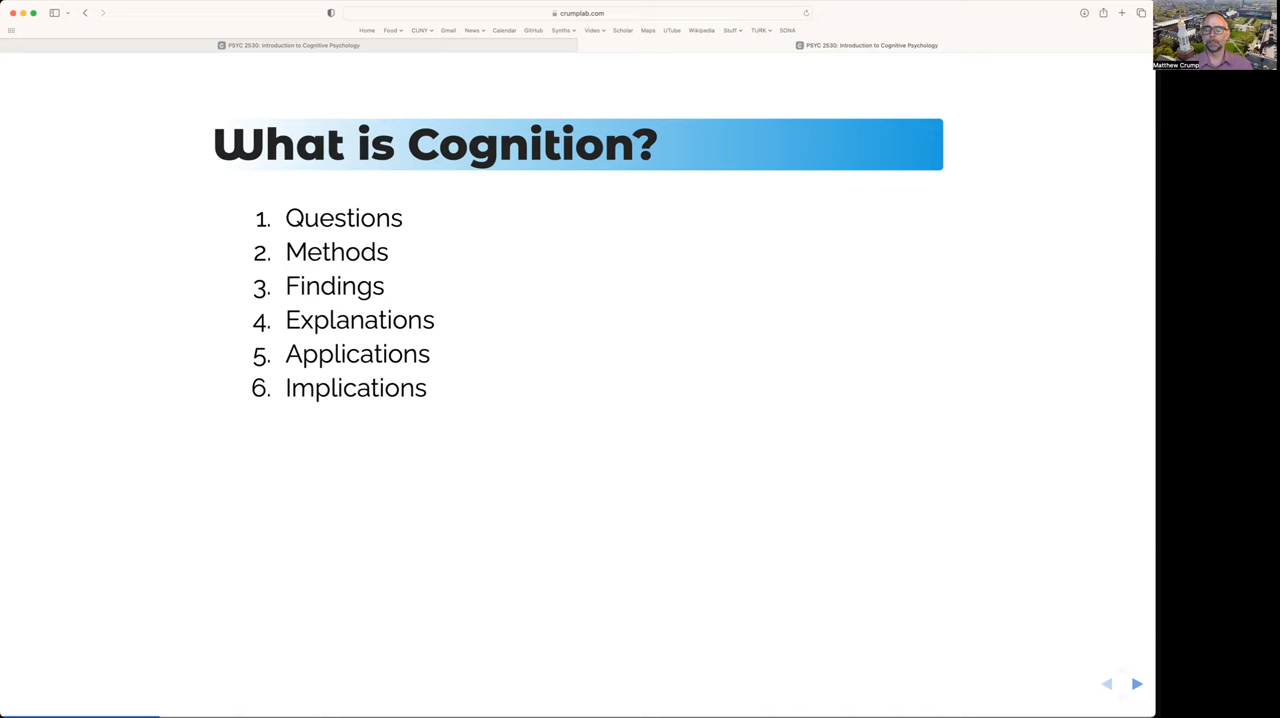 crumplab.com
Home Food CUNY Gmail News Calendar GitHub Synths Video Scholar Maps UTube Wikipedia Stuff TURK SONA
PSYC 2530: Introduction to Cognitive Psychology
PSYC 2530: Introduction to Cognitive Psychology
Matthew Crump
What is Cognition?
1. Questions
2. Methods
3. Findings
4. Explanations
5. Applications
6. Implications